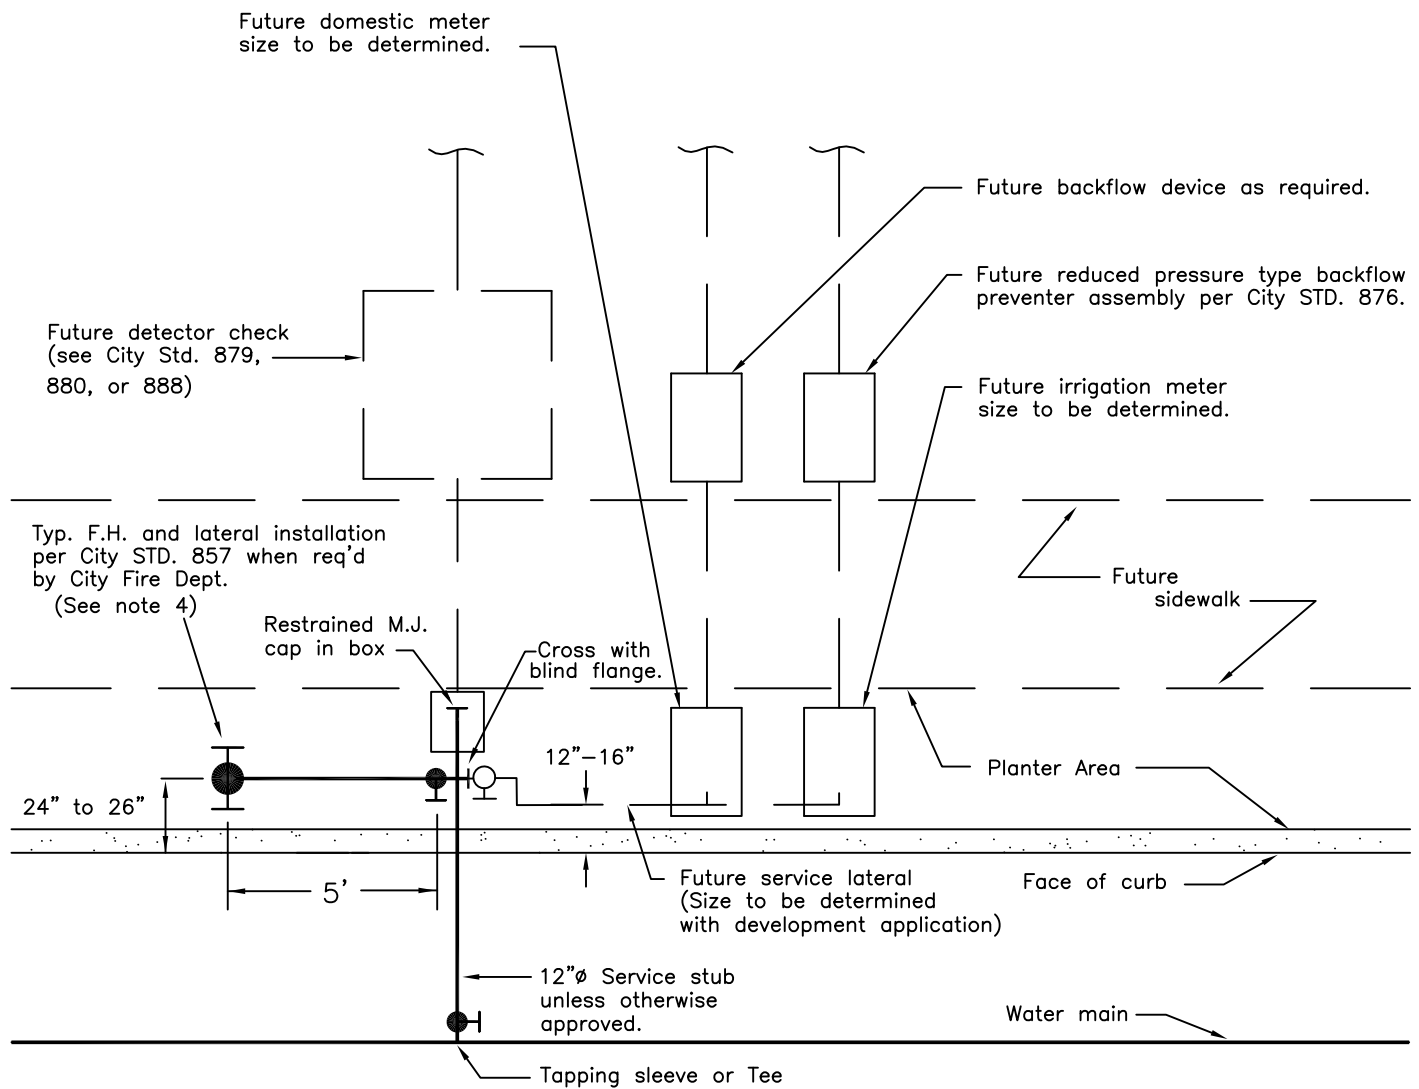 Future domestic meter
size to be determined.
Future backflow device as required.
Future reduced pressure type backflow
preventer assembly per City STD. 876.
Future detector check
(see City Std. 879,
880, or 888)
Future irrigation meter
size to be determined.
Typ. F.H. and lateral installation
per City STD. 857 when req'd
by City Fire Dept.
(See note 4)
Future
sidewalk
Restrained M.J.
cap in box
Cross with
blind flange.
12"-16"
Planter Area
24" to 26"
5'
Future service lateral
(Size to be determined
with development application)
Face of curb
12"ø Service stub
unless otherwise
approved.
Water main
Tapping sleeve or Tee